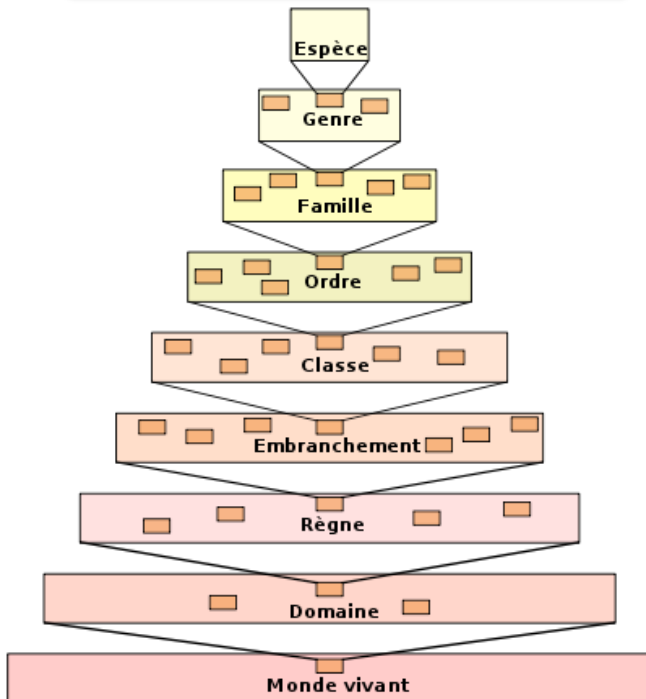 Espèce
Genre
Famille
Ordre
Classe
Embranchement
Règne
Domaine
Monde vivant